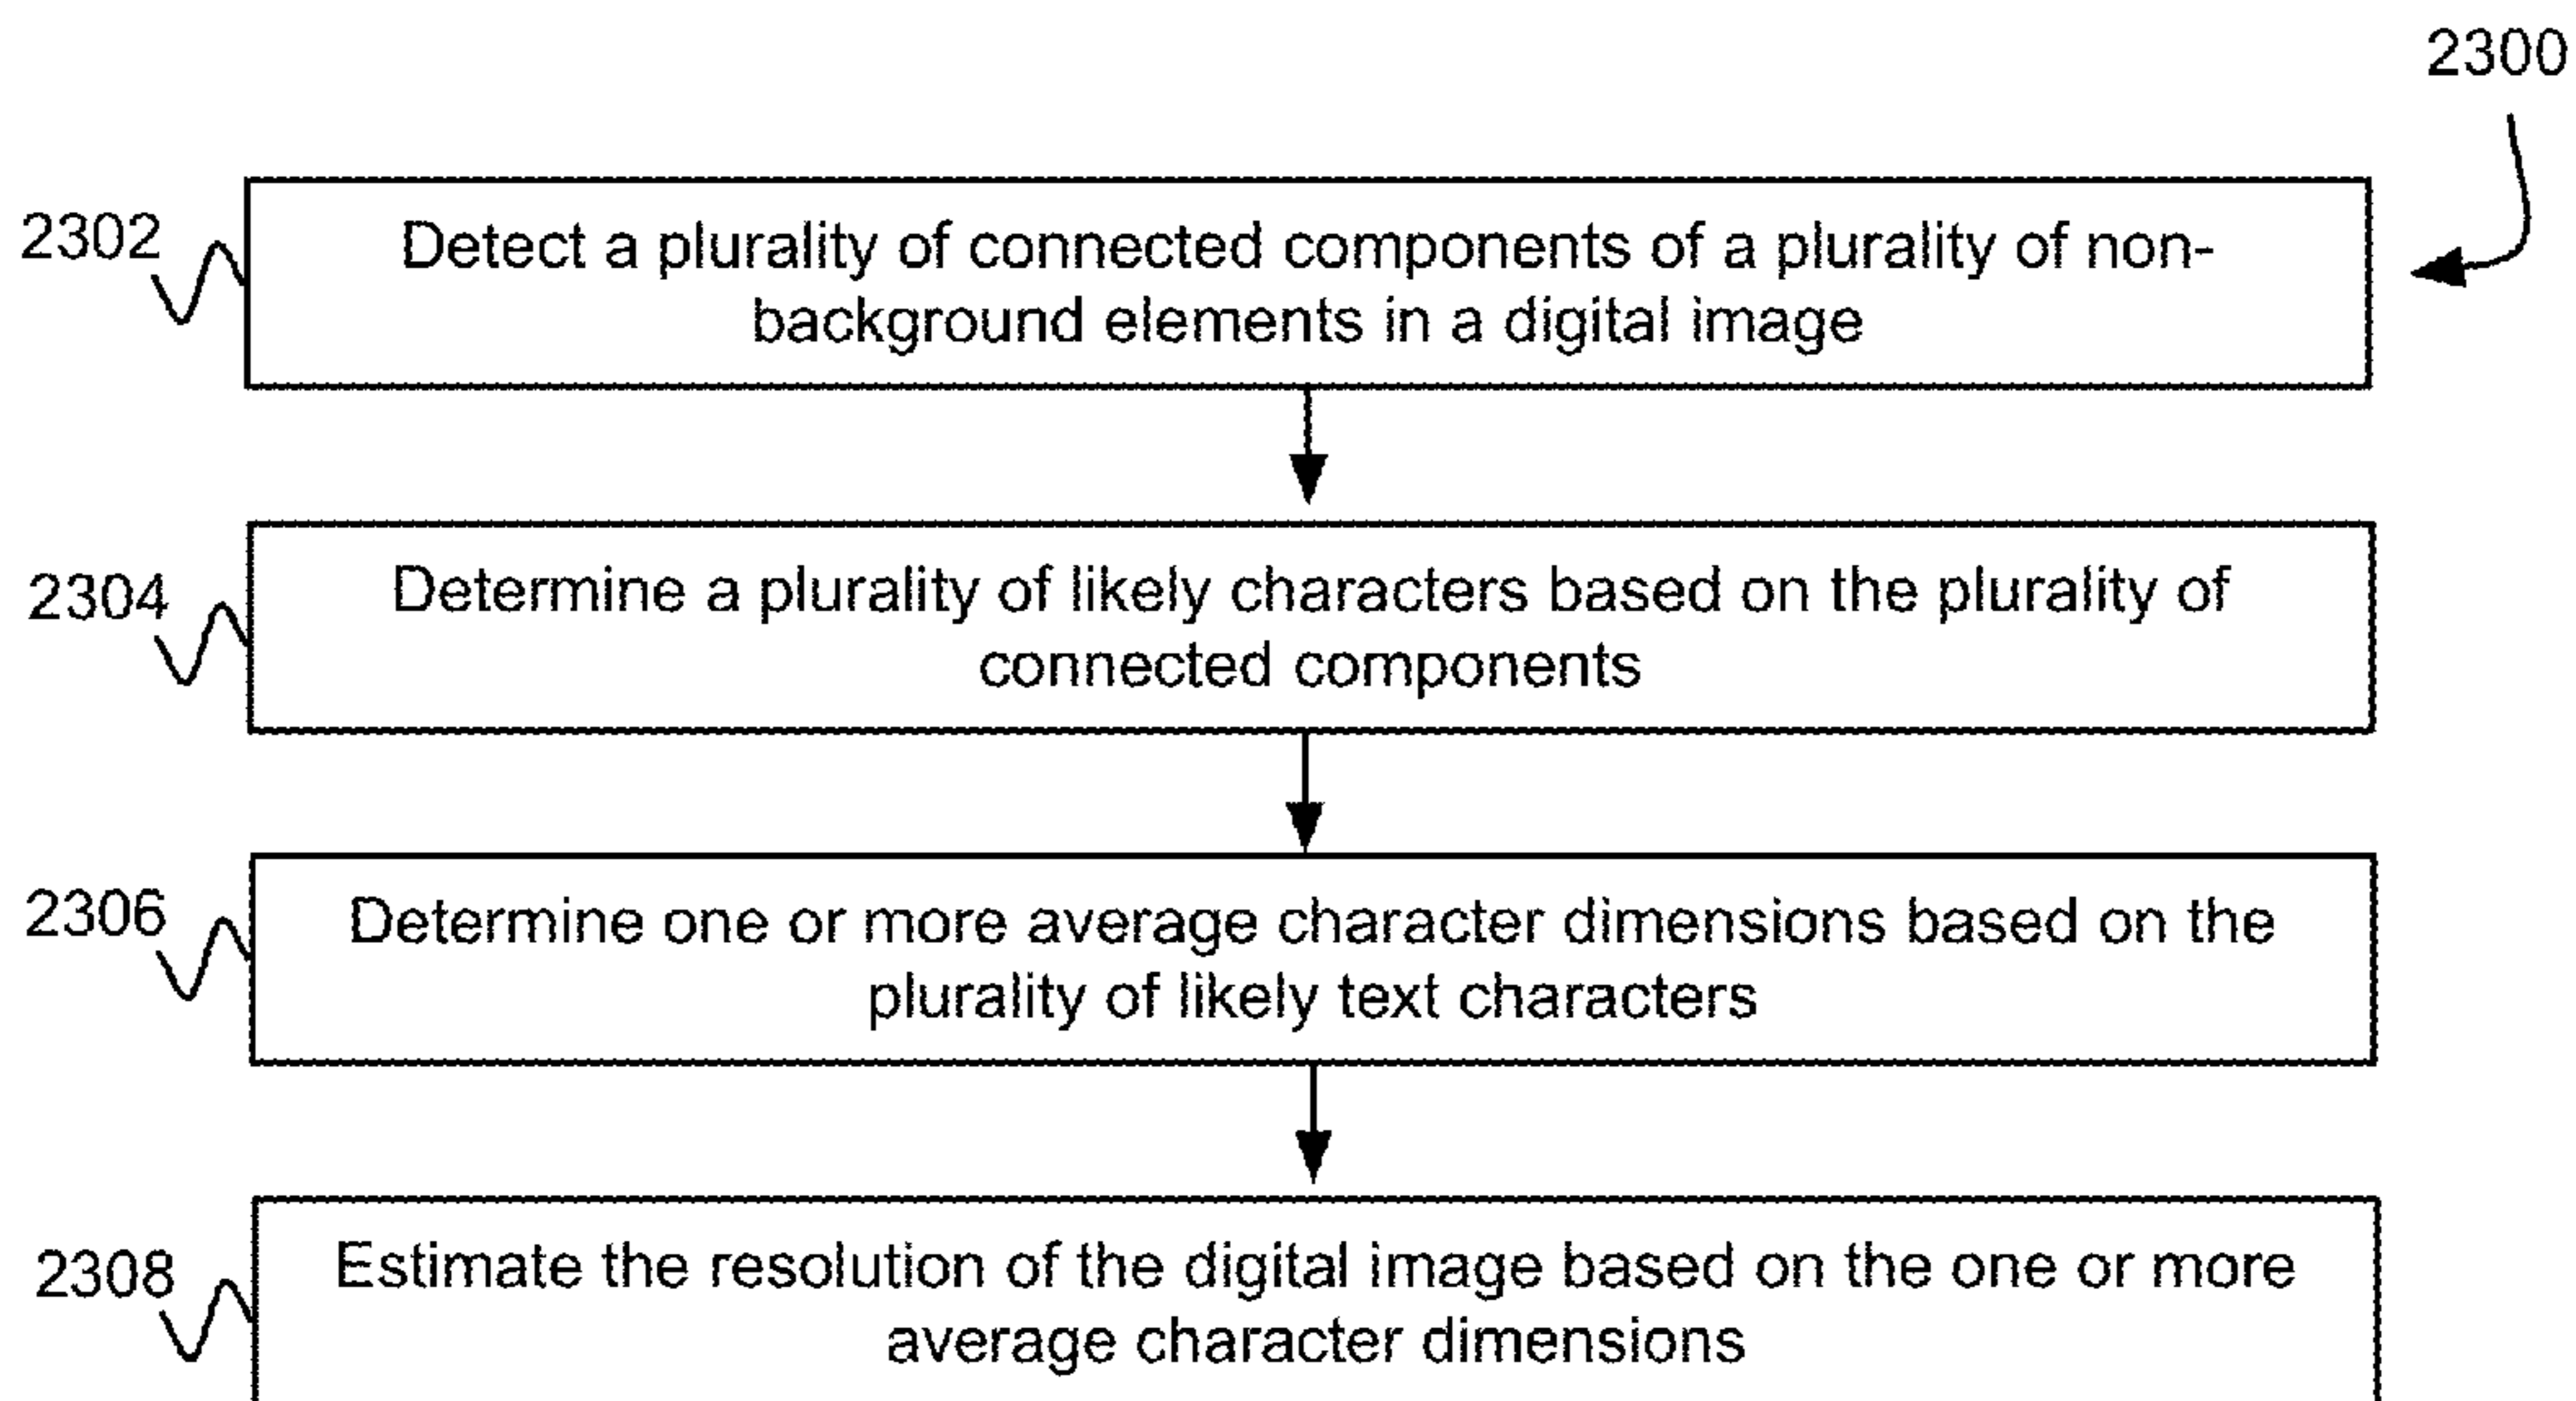 2300
2302
Detect a plurality of connected components of a plurality of non-
background elements in a digital image
2304
Determine a plurality of likely characters based on the plurality of
connected components
2306
Determine one or more average character dimensions based on the
plurality of likely text characters
2308
Estimate the resolution of the digital image based on the one or more
average character dimensions